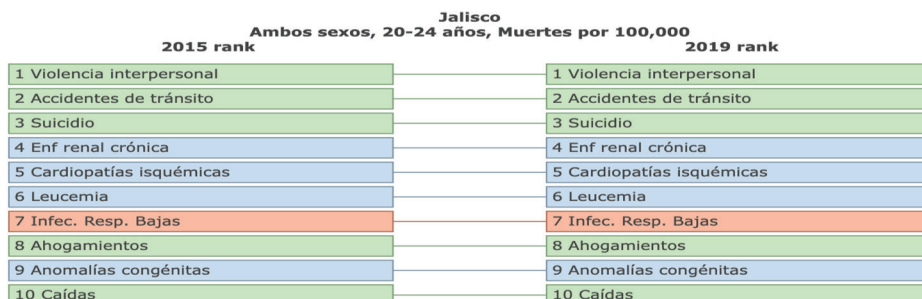 Jalisco
Ambos sexos, 20-24 años, Muertes por 100,000
2015 rank
2019 rank
1 Violencia interpersonal
1 Violencia interpersonal
2 Accidentes de tránsito
2 Accidentes de tránsito
3 Suicidio
3 Suicidio
4 Enf renal crónica
4 Enf renal crónica
5 Cardiopatías isquémicas
5 Cardiopatías isquémicas
6 Leucemia
6 Leucemia
7 Infec. Resp. Bajas
7 Infec. Resp. Bajas
8 Ahogamientos
8 Ahogamientos
9 Anomalías congénitas
9 Anomalías congénitas
10 Caídas
10 Caídas